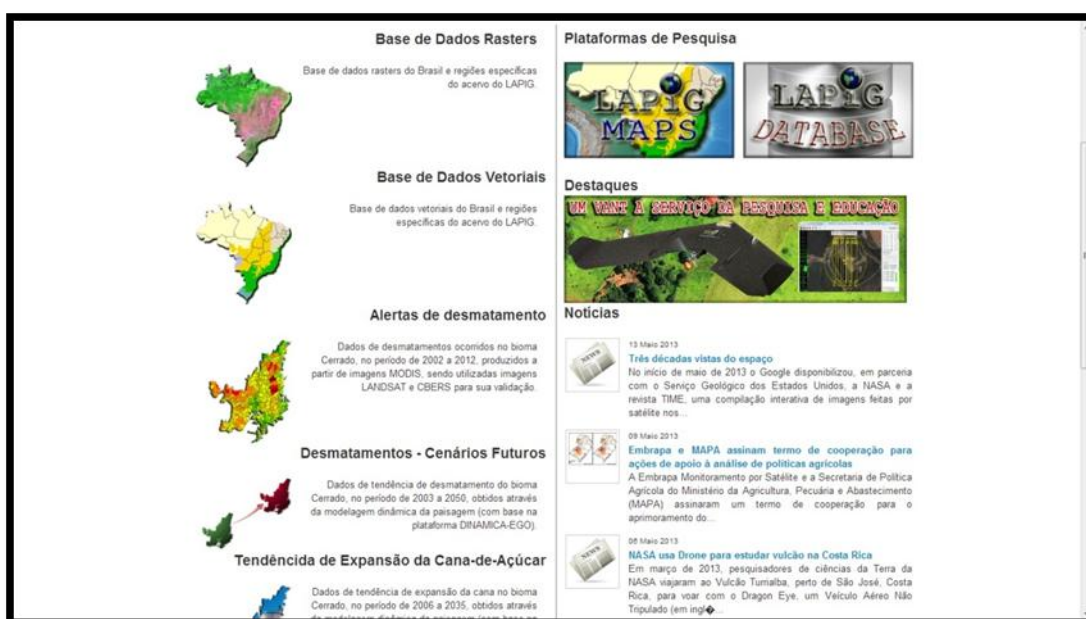 Base de Dados Rasters
Base de dados rasters do Brasil e regiões específicas
do acervo do LAPIG.
Base de Dados Vetoriais
Base de dados vetoriais do Brasil e regiões
específicas do acervo do LAPIG.
Alertas de desmatamento
Dados de desmatamentos ocorridos no bioma
Cerrado, no período de 2002 a 2012, produzidos a
partir de imagens MODIS, sendo utilizadas imagens
LANDSAT e CBERS para sua validação.
Desmatamentos - Cenários Futuros
Dados de tendência de desmatamento do bioma
Cerrado, no período de 2003 a 2050, obtidos através
da modelagem dinâmica da paisagem (com base na
plataforma DINAMICA-EGO).
Tendêncida de Expansão da Cana-de-Açúcar
Dados de tendência de expansão da cana no bioma
Cerrado, no período de 2006 a 2035, obtidos através
da modelagem dinâmica da paisagem (com base na
Plataformas de Pesquisa
LAPIG
MAPS
LAPIG
DATABASE
Destaques
UM VANT A SERVIÇO DA PESQUISA E EDUCAÇÃO
Notícias
NEWS
13 Maio 2013
Três décadas vistas do espaço
No início de maio de 2013 o Google disponibilizou, em parceria
com o Serviço Geológico dos Estados Unidos, a NASA e a
revista TIME, uma compilação interativa de imagens feitas por
satélite nos...
09 Maio 2013
Embrapa e MAPA assinam termo de cooperação para
ações de apoio à análise de políticas agrícolas
A Embrapa Monitoramento por Satélite e a Secretaria de Política
Agrícola do Ministério da Agricultura, Pecuária e Abastecimento
(MAPA) assinaram um termo de cooperação para o
aprimoramento do...
NEWS
06 Maio 2013
NASA usa Drone para estudar vulcão na Costa Rica
Em março de 2013, pesquisadores de ciências da Terra da
NASA viajaram ao Vulcão Turrialba, perto de São José, Costa
Rica, para voar com o Dragon Eye, um Veículo Aéreo Não
Tripulado (em ingl�...